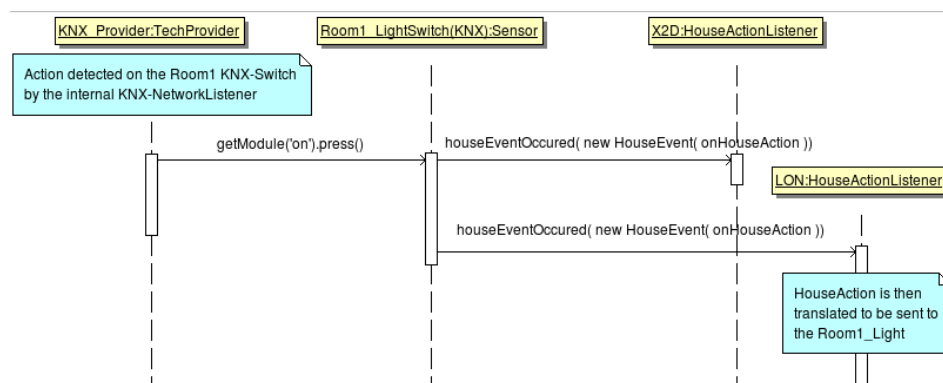 KNX_Provider:TechProvider
Room1_LightSwitch(KNX):Sensor
X2D:HouseActionListener
Action detected on the Room1 KNX-Switch
by the internal KNX-NetworkListener
getModule('on').press()
houseEventOccured( new HouseEvent( onHouseAction ))
LON:HouseActionListener
houseEventOccured( new HouseEvent( onHouseAction ))
HouseAction is then
translated to be sent to
the Room1_Light